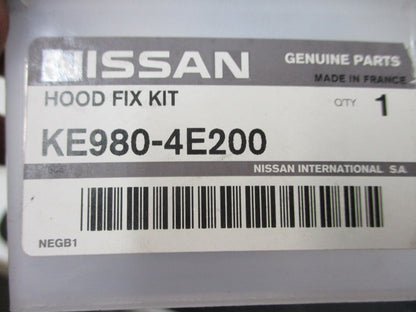 NISSAN
GENUINE PARTS
MADE IN FRANCE
HOOD FIX KIT
QTY 1
KE980-4E200
NISSAN INTERNATIONAL S.A.
NEGB1